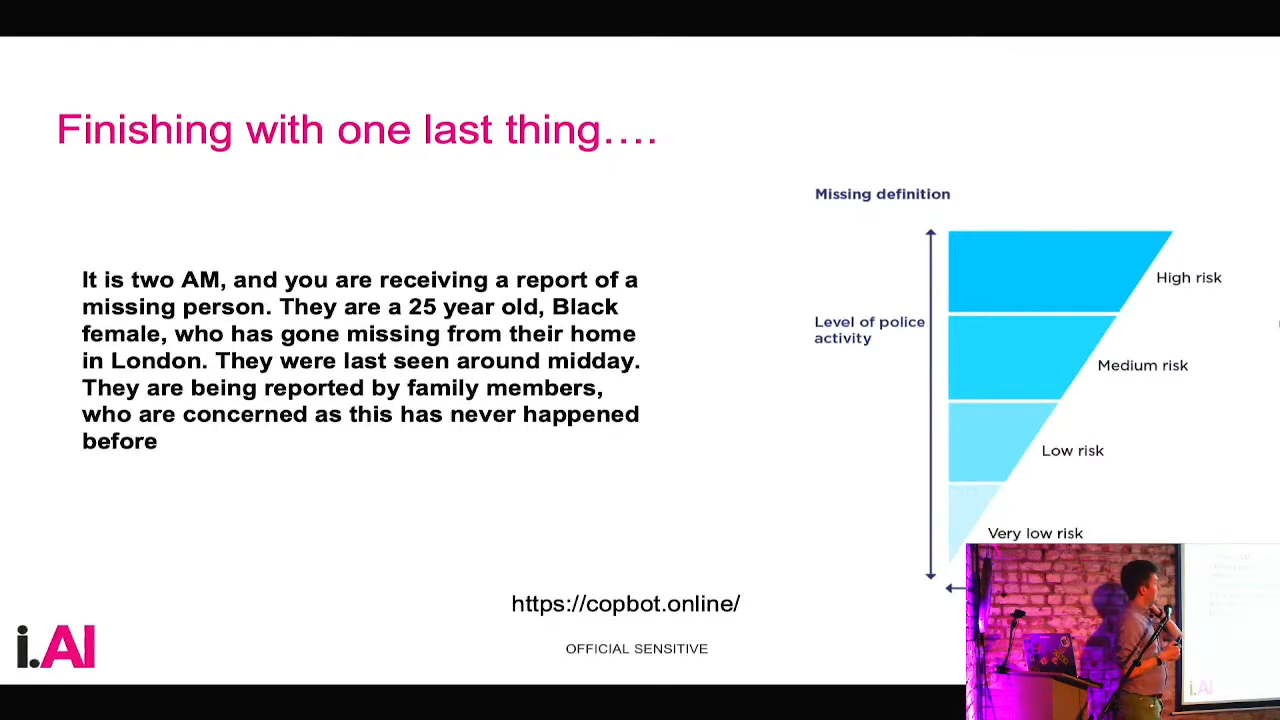 Finishing with one last thing....
It is two AM, and you are receiving a report of a
missing person. They are a 25 year old, Black
female, who has gone missing from their home
in London. They were last seen around midday.
They are being reported by family members,
who are concerned as this has never happened
before
Missing definition
Level of police
activity
High risk
Medium risk
Low risk
Very low risk
https://copbot.online/
OFFICIAL SENSITIVE
i.AI
i.AI